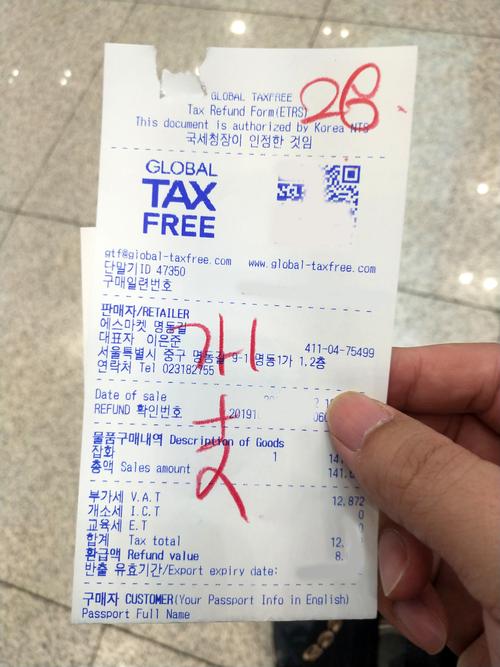 GLOBAL TAXFREE
28
Tax Refund Form(ETRS)
This document is authorized by Korea NTS
국세청장이 인정한 것임
GLOBAL
TAX
FREE
gtf@global-taxfree.com www.global-taxfree.com
단말기ID 47350
구매일련번호
판매자/RETAILER
에스마켓 명동길 411-04-75499
대표자 이은준
서울특별시 중구 명동길 9-1 명동1가 1.2층
연락처 Tel 023182755
Date of sale
REFUND 확인번호 2019
물품구매내역 Description of Goods
잡화 1
총액 Sales amount
부가세 V.A.T 12,872
개소세 I.C.T 0
교육세 E.T 0
합계 Tax total 12,
환급액 Refund value 8.
반출 유효기간/Export expiry date:
구매자 CUSTOMER(Your Passport Info in English)
Passport Full Name